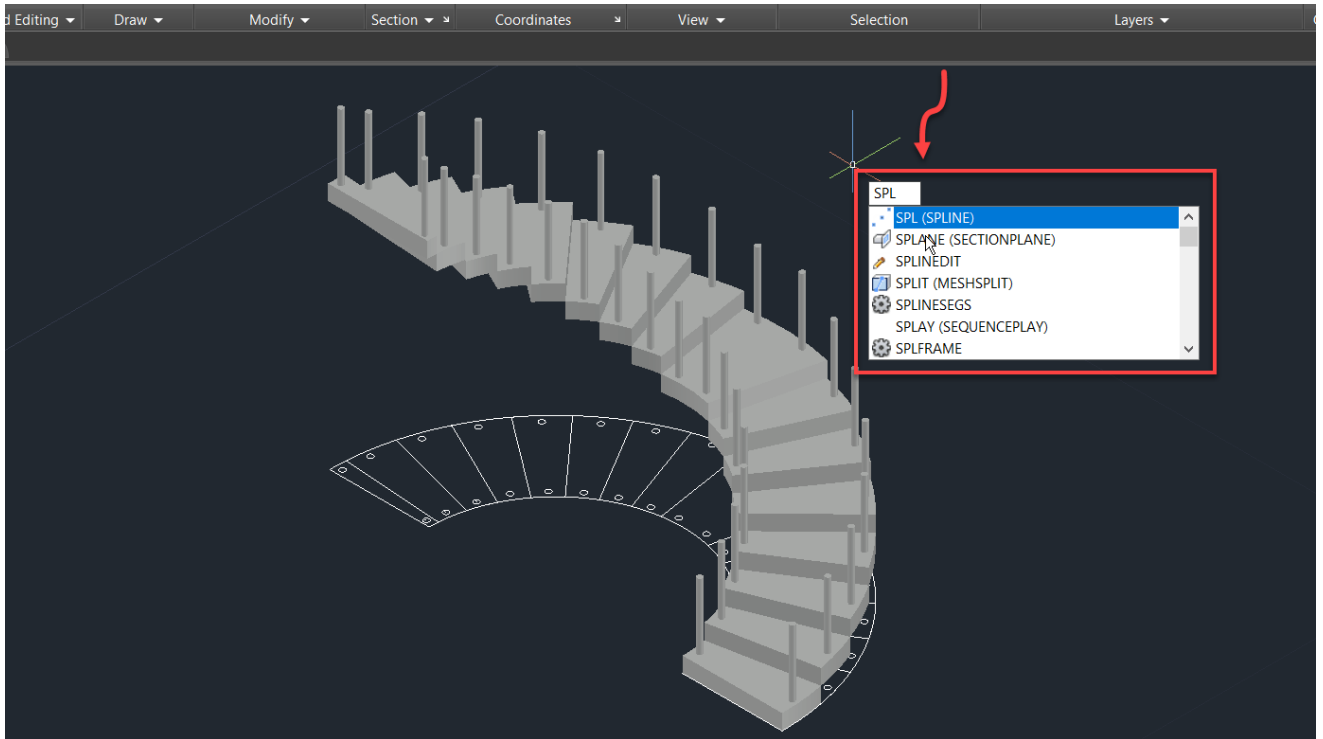 d Editing Draw Modify Section Coordinates View Selection Layers
SPL
SPL (SPLINE)
SPLANE (SECTIONPLANE)
SPLINEDIT
SPLIT (MESHSPLIT)
SPLINESEGS
SPLAY (SEQUENCEPLAY)
SPLFRAME